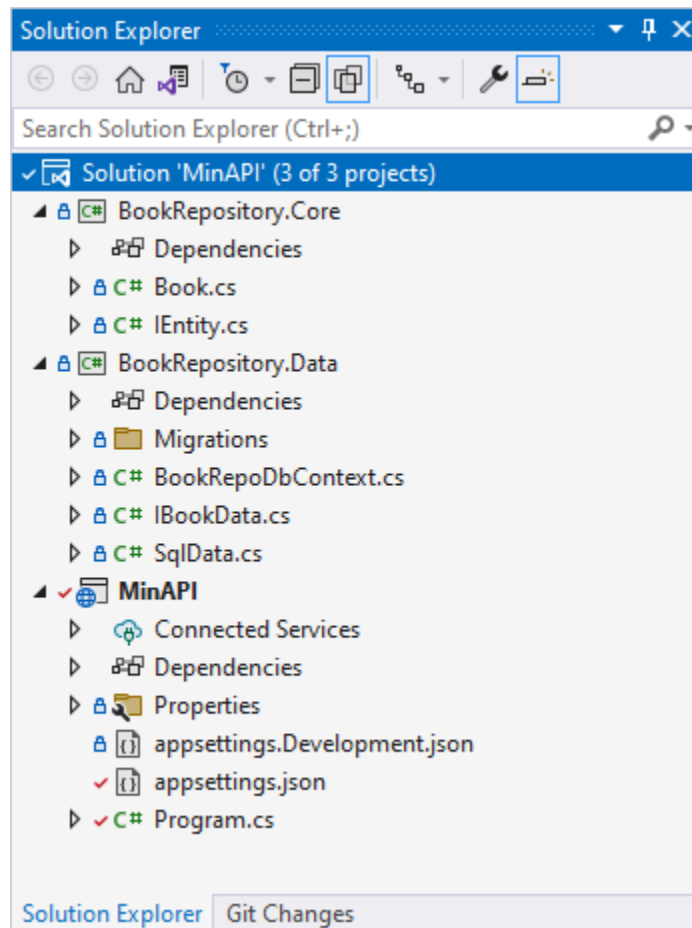 Solution Explorer
Search Solution Explorer (Ctrl+;)
Solution 'MinAPI' (3 of 3 projects)
C# BookRepository.Core
Dependencies
C# Book.cs
C# IEntity.cs
C# BookRepository.Data
Dependencies
Migrations
C# BookRepoDbContext.cs
C# IBookData.cs
C# SqlData.cs
MinAPI
Connected Services
Dependencies
Properties
appsettings.Development.json
appsettings.json
C# Program.cs
Solution Explorer Git Changes